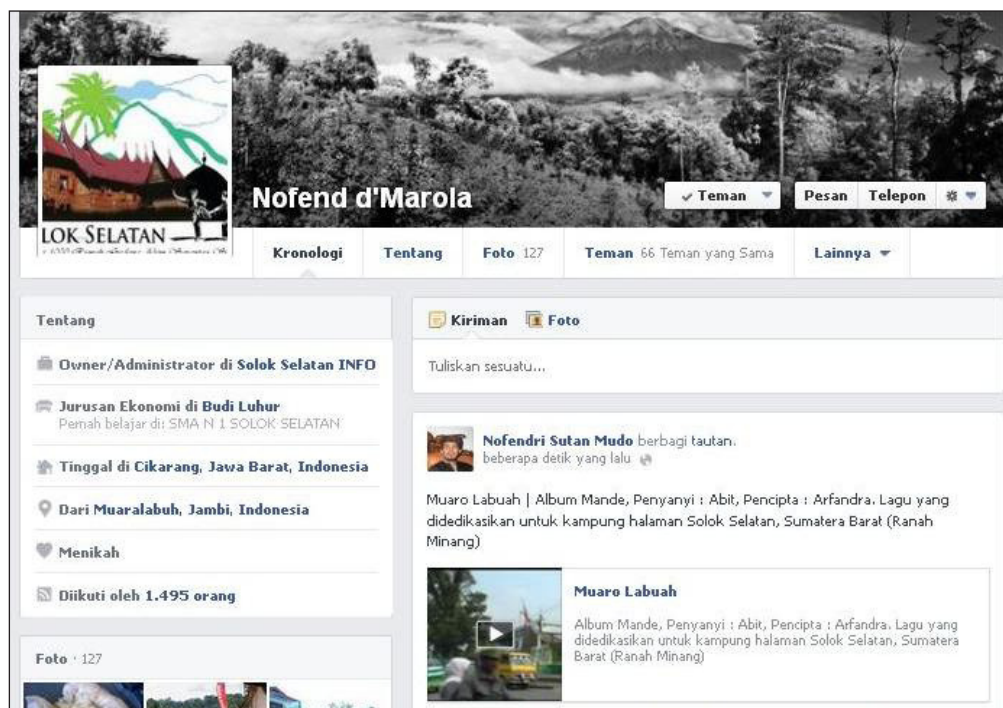 LOK SELATAN
Nofend d'Marola
Teman
Pesan
Telepon
Kronologi
Tentang
Foto 127
Teman 66 Teman yang Sama
Lainnya
Tentang
Owner/Administrator di Solok Selatan INFO
Jurusan Ekonomi di Budi Luhur
Pernah belajar di: SMA N 1 SOLOK SELATAN
Tinggal di Cikarang, Jawa Barat, Indonesia
Dari Muaralabuh, Jambi, Indonesia
Menikah
Diikuti oleh 1.495 orang
Foto · 127
Kiriman
Foto
Tuliskan sesuatu...
Nofendri Sutan Mudo berbagi tautan.
beberapa detik yang lalu
Muaro Labuah | Album Mande, Penyanyi : Abit, Pencipta : Arfandra. Lagu yang
didedikasikan untuk kampung halaman Solok Selatan, Sumatera Barat (Ranah
Minang)
Muaro Labuah
Album Mande, Penyanyi : Abit, Pencipta : Arfandra. Lagu yang
didedikasikan untuk kampung halaman Solok Selatan, Sumatera
Barat (Ranah Minang)